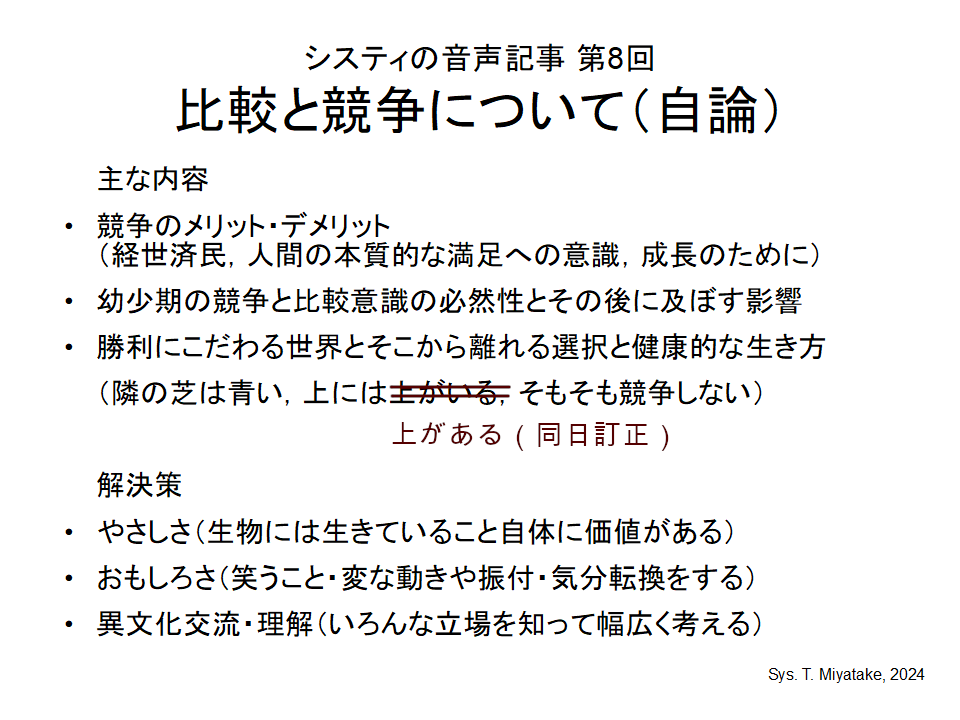 システィの音声記事 第8回
比較と競争について（自論）
主な内容
• 競争のメリット・デメリット
（経世済民，人間の本質的な満足への意識，成長のために）
• 幼少期の競争と比較意識の必然性とその後に及ぼす影響
• 勝利にこだわる世界とそこから離れる選択と健康的な生き方
（隣の芝は青い，上には上がいる，そもそも競争しない）
上がある（同日訂正）
解決策
• やさしさ（生物には生きていること自体に価値がある）
• おもしろさ（笑うこと・変な動きや振付・気分転換をする）
• 異文化交流・理解（いろんな立場を知って幅広く考える）
Sys. T. Miyatake, 2024